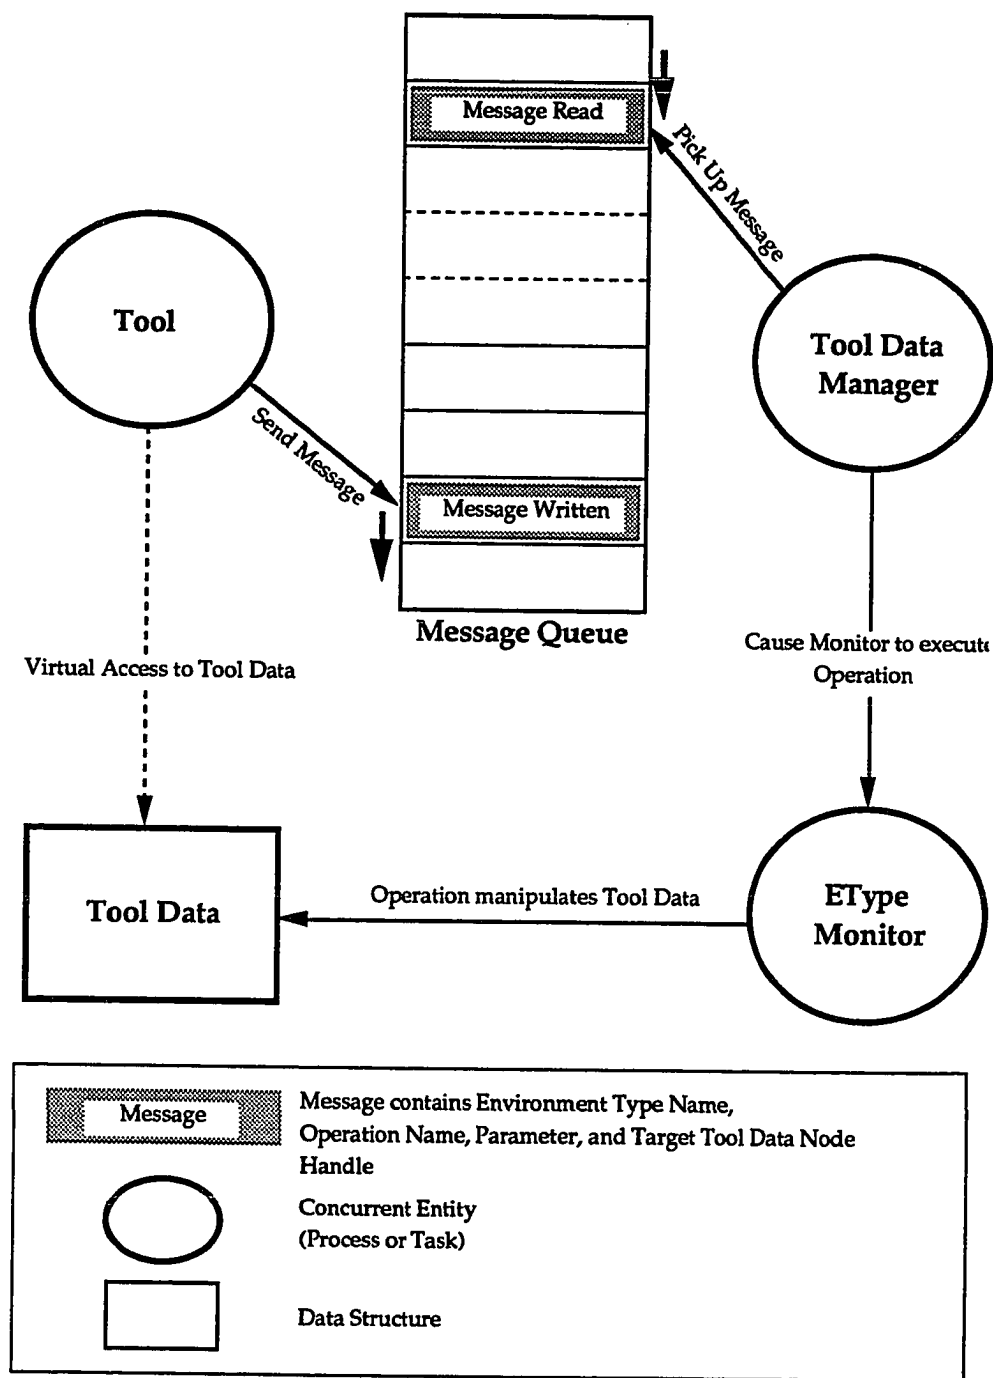 Message Read
Pick Up Message
Tool
Tool Data
Manager
Send Message
Message Written
Message Queue
Virtual Access to Tool Data
Cause Monitor to execute
Operation
Tool Data
Operation manipulates Tool Data
EType
Monitor
Message
Message contains Environment Type Name,
Operation Name, Parameter, and Target Tool Data Node
Handle
Concurrent Entity
(Process or Task)
Data Structure